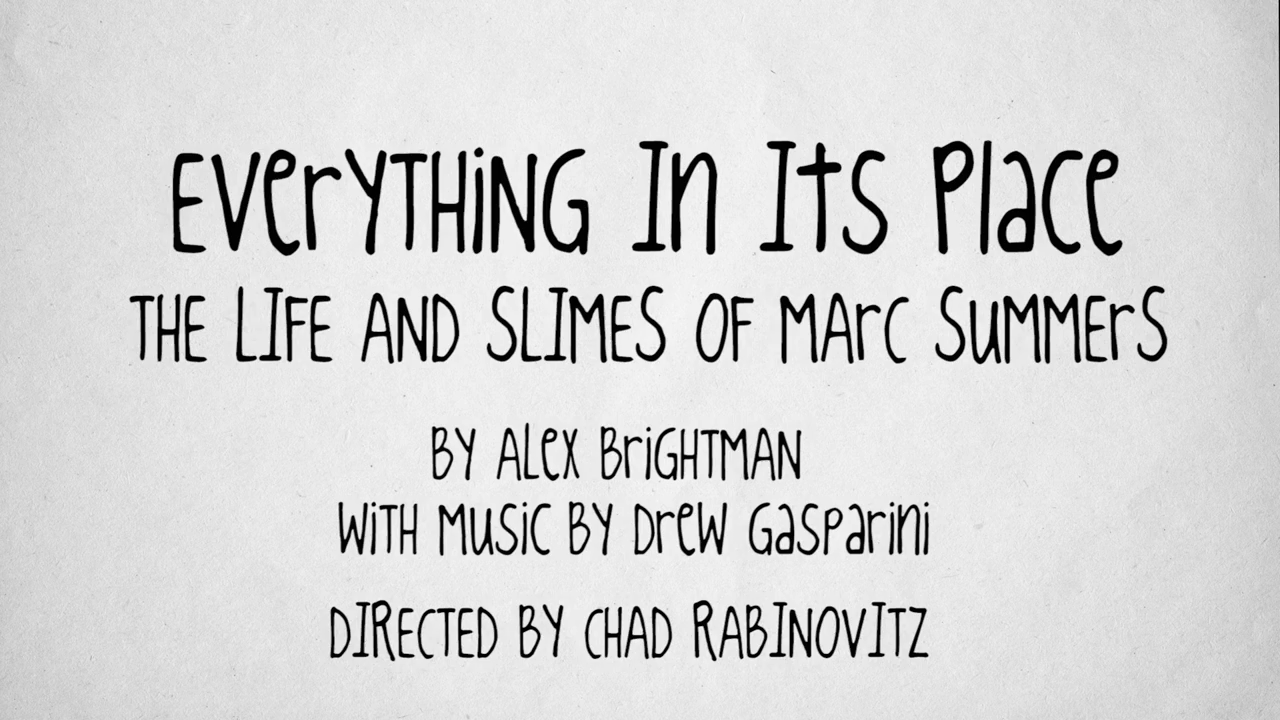 Everything In Its Place
THE LIFE AND SLIMES OF MARC SUMMERS
BY ALEX BRIGHTMAN
WITH MUSIC BY DREW GASPARINI
DIRECTED BY CHAD RABINOVITZ